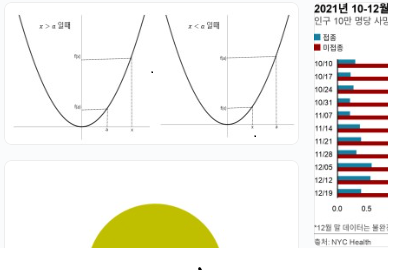 x > a 일때
f(x)
f(a)
a
x
x < a 일때
f(a)
f(x)
x
a
2021년 10-12월
인구 10만 명당 사망
접종
미접종
10/10
10/17
10/24
10/31
11/07
11/14
11/21
11/28
12/05
12/12
12/19
0.0 0.5
*12월 말 데이터는 불완
출처: NYC Health